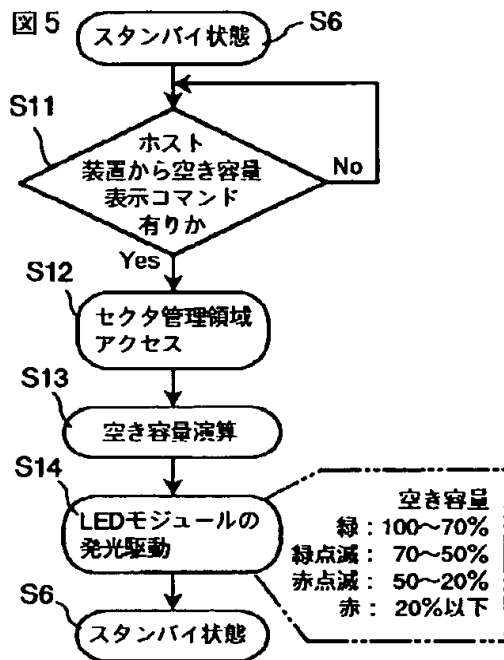 図5
スタンバイ状態
S6
S11
ホスト
装置から空き容量
表示コマンド
有りか
No
Yes
S12
セクタ管理領域
アクセス
S13
空き容量演算
S14
LEDモジュールの
発光駆動
空き容量
緑:100～70%
緑点滅: 70～50%
赤点滅: 50～20%
赤: 20%以下
S6
スタンバイ状態